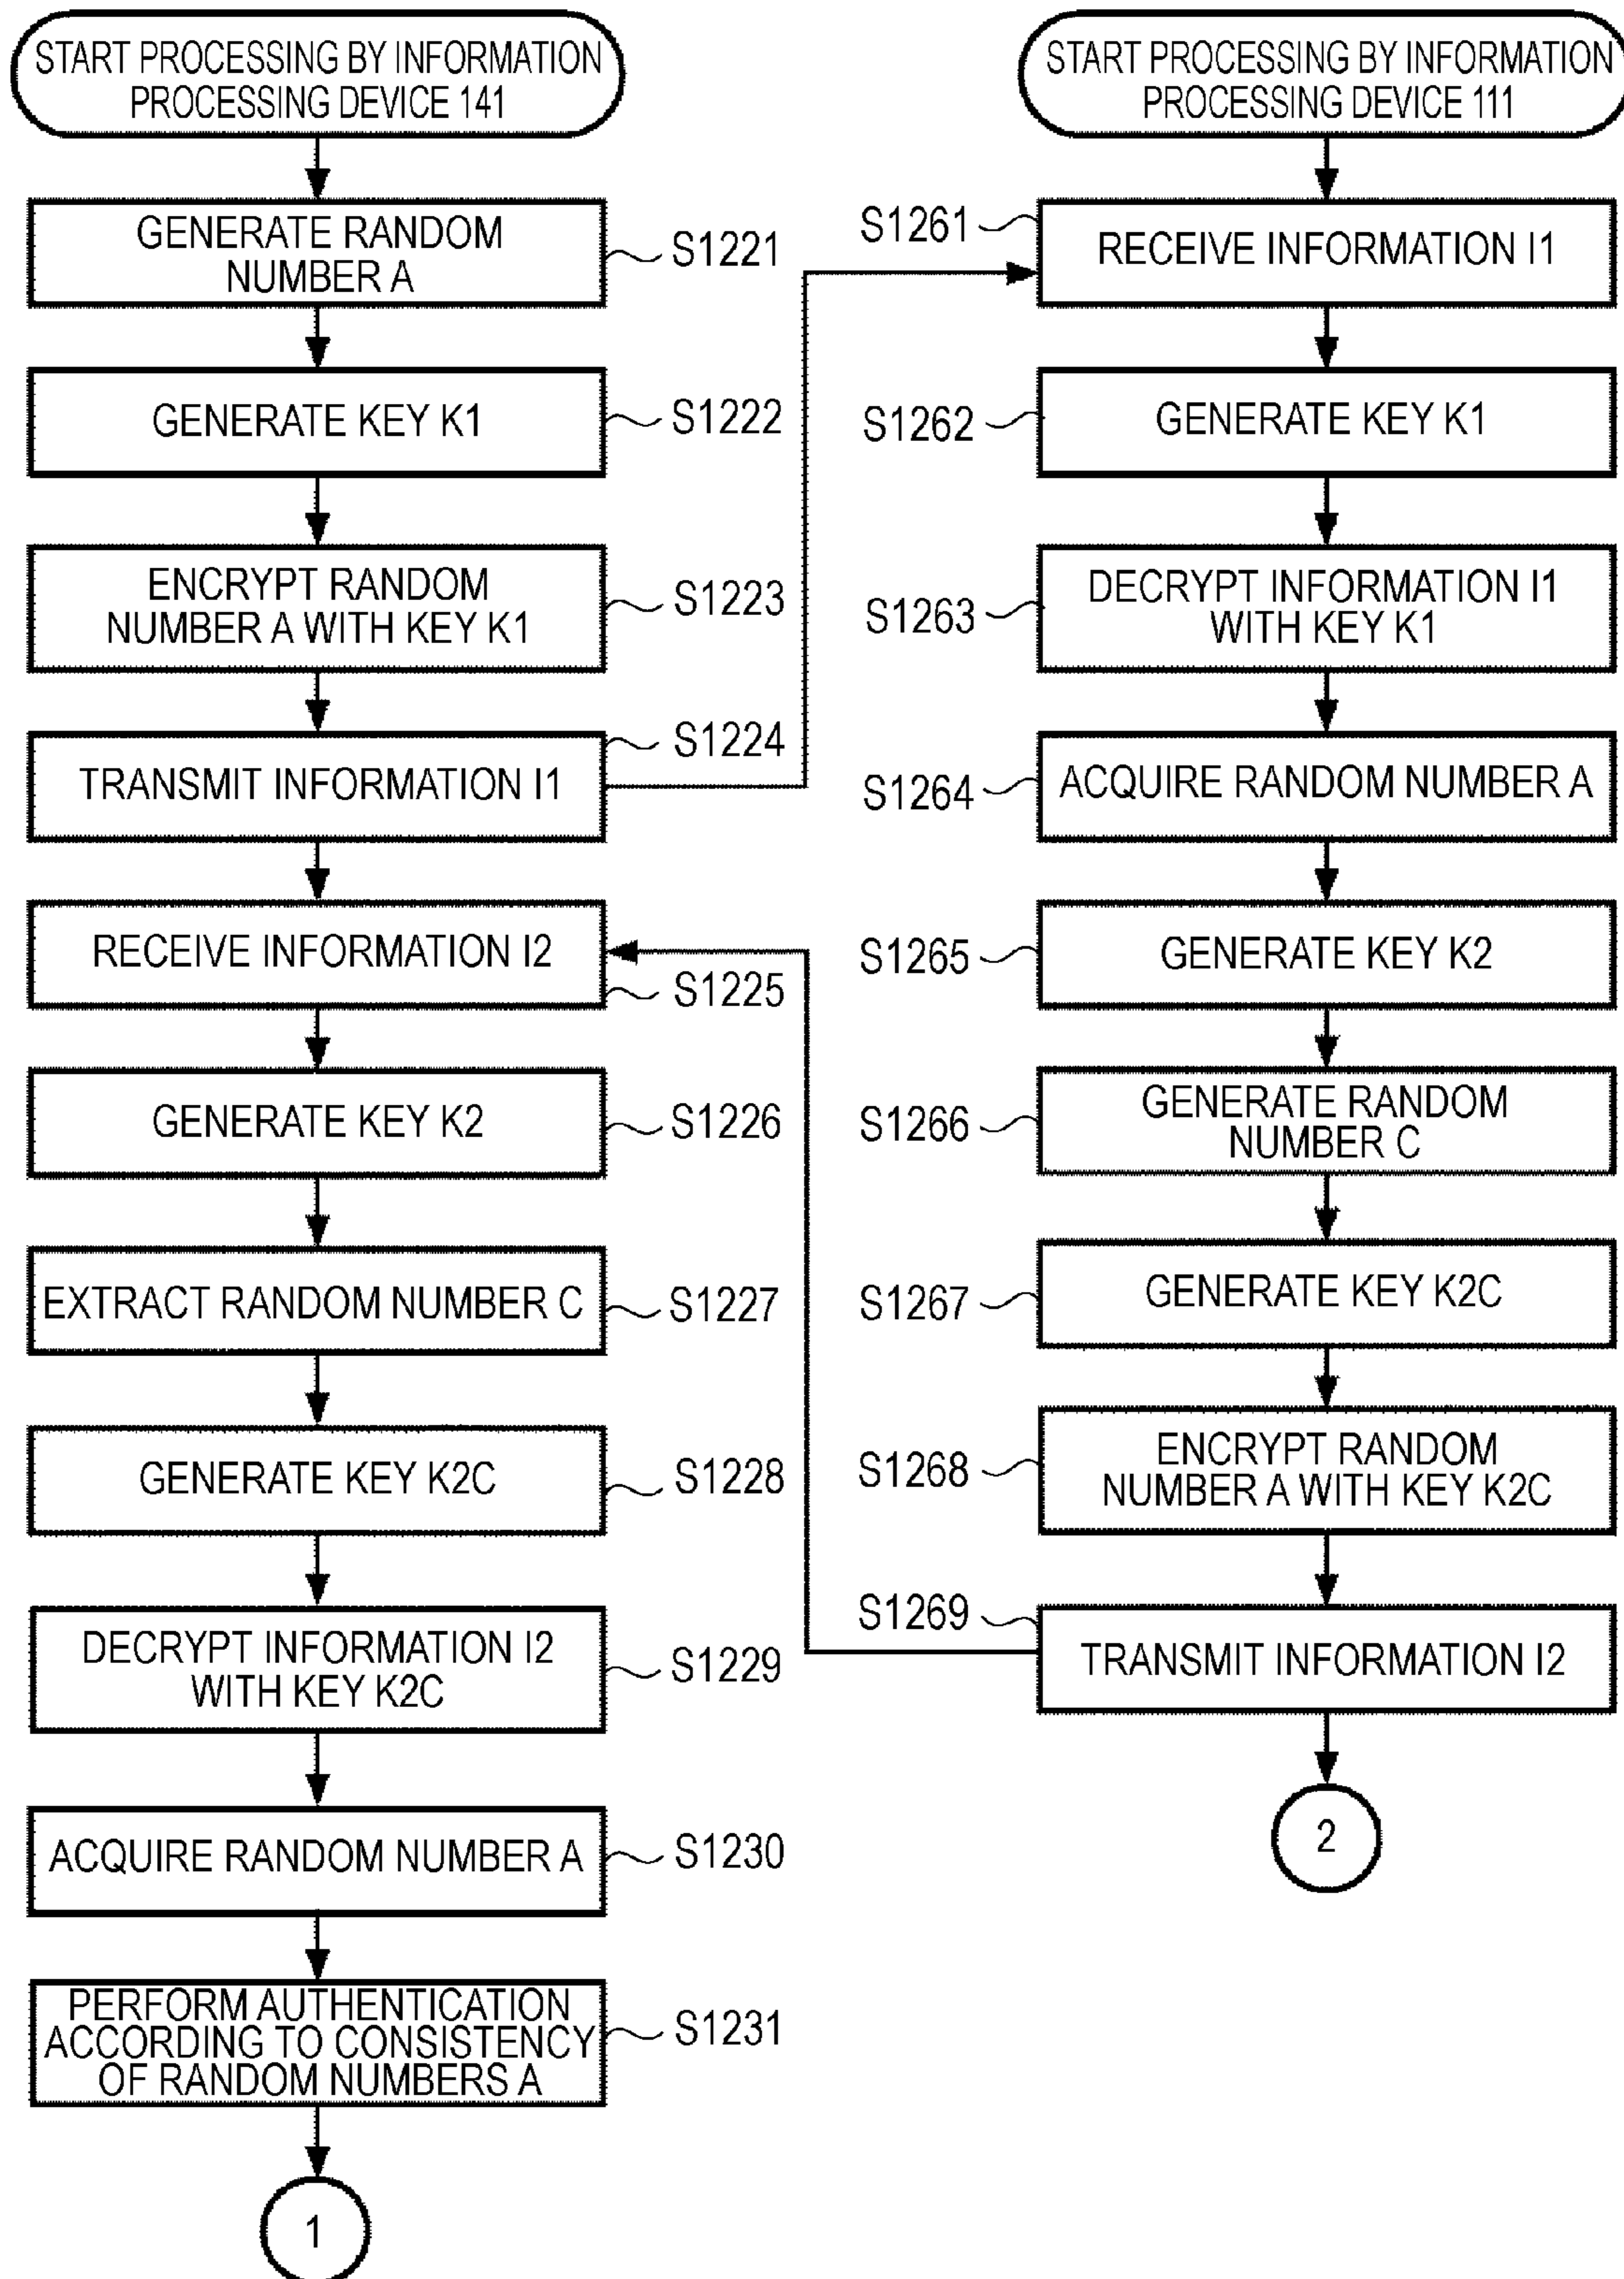 START PROCESSING BY INFORMATION
PROCESSING DEVICE 141
GENERATE RANDOM
NUMBER A
S1221
GENERATE KEY K1
S1222
ENCRYPT RANDOM
NUMBER A WITH KEY K1
S1223
TRANSMIT INFORMATION I1
S1224
RECEIVE INFORMATION I2
S1225
GENERATE KEY K2
S1226
EXTRACT RANDOM NUMBER C
S1227
GENERATE KEY K2C
S1228
DECRYPT INFORMATION I2
WITH KEY K2C
S1229
ACQUIRE RANDOM NUMBER A
S1230
PERFORM AUTHENTICATION
ACCORDING TO CONSISTENCY
OF RANDOM NUMBERS A
S1231
1
START PROCESSING BY INFORMATION
PROCESSING DEVICE 111
S1261
RECEIVE INFORMATION I1
S1262
GENERATE KEY K1
S1263
DECRYPT INFORMATION I1
WITH KEY K1
S1264
ACQUIRE RANDOM NUMBER A
S1265
GENERATE KEY K2
S1266
GENERATE RANDOM
NUMBER C
S1267
GENERATE KEY K2C
S1268
ENCRYPT RANDOM
NUMBER A WITH KEY K2C
S1269
TRANSMIT INFORMATION I2
2